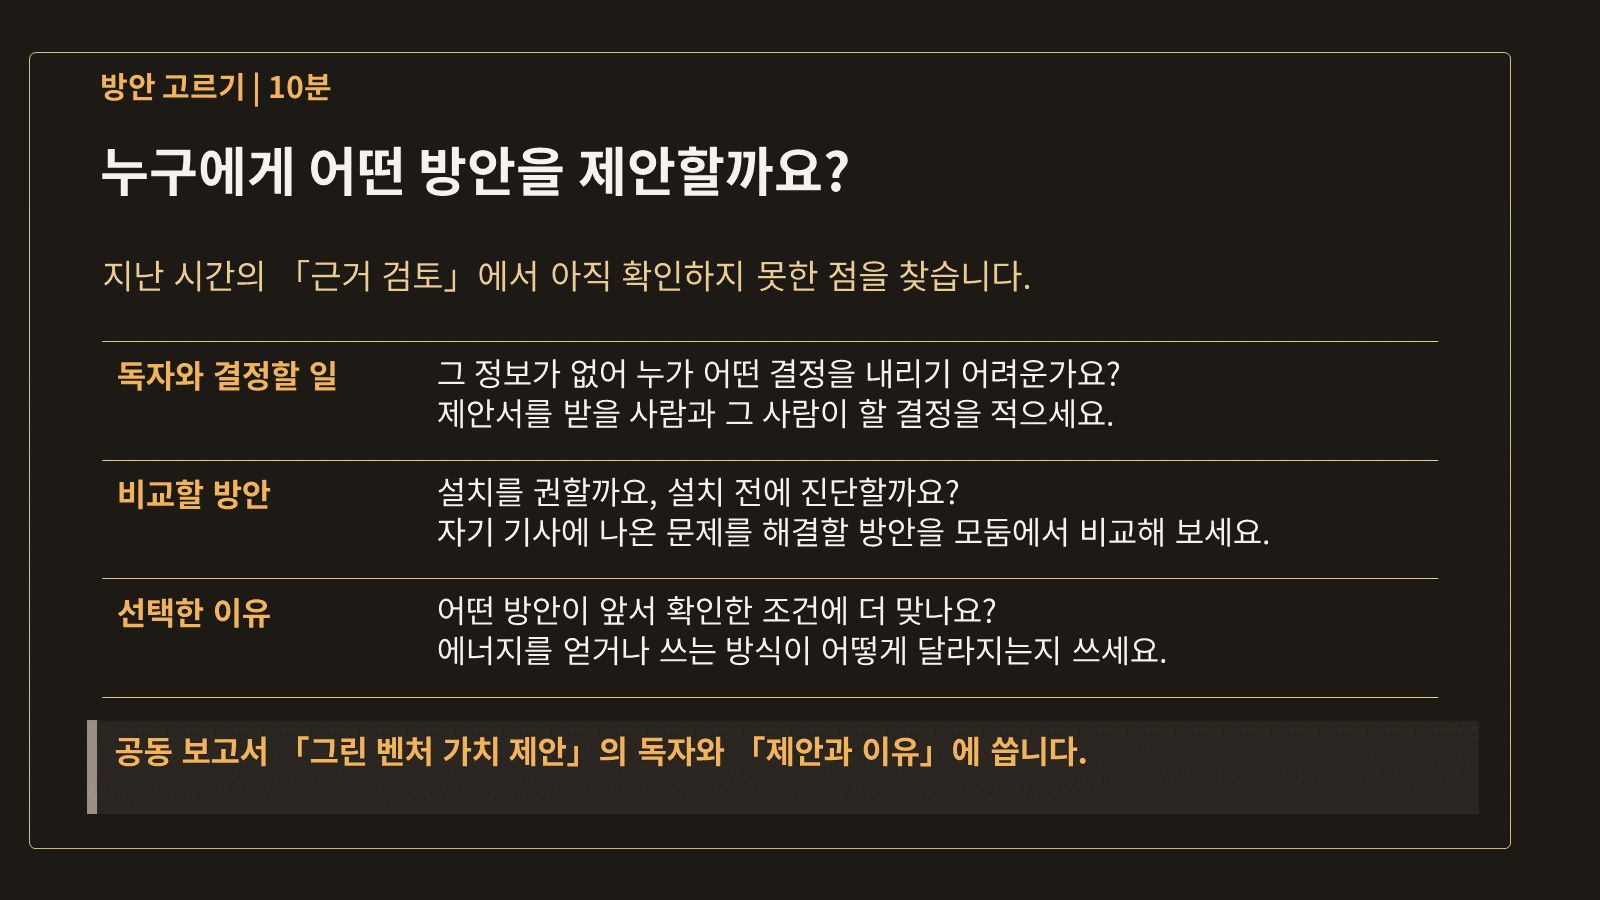 방안 고르기 | 10분
누구에게 어떤 방안을 제안할까요?
지난 시간의 「근거 검토」에서 아직 확인하지 못한 점을 찾습니다.
독자와 결정할 일
그 정보가 없어 누가 어떤 결정을 내리기 어려운가요?
제안서를 받을 사람과 그 사람이 할 결정을 적으세요.
비교할 방안
설치를 권할까요, 설치 전에 진단할까요?
자기 기사에 나온 문제를 해결할 방안을 모둠에서 비교해 보세요.
선택한 이유
어떤 방안이 앞서 확인한 조건에 더 맞나요?
에너지를 얻거나 쓰는 방식이 어떻게 달라지는지 쓰세요.
공동 보고서 「그린 벤처 가치 제안」의 독자와 「제안과 이유」에 씁니다.